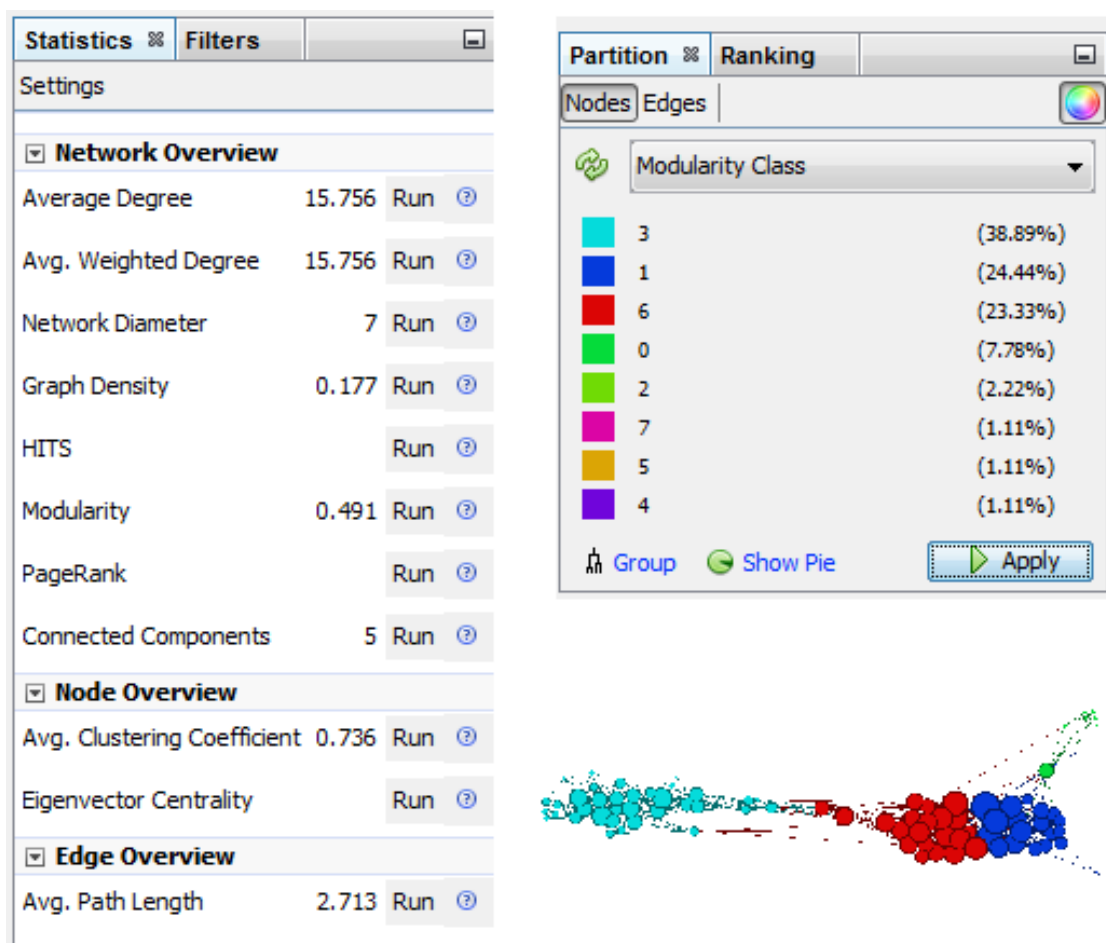 Statistics Filters
Settings
Network Overview
Average Degree 15.756 Run
Avg. Weighted Degree 15.756 Run
Network Diameter 7 Run
Graph Density 0.177 Run
HITS Run
Modularity 0.491 Run
PageRank Run
Connected Components 5 Run
Node Overview
Avg. Clustering Coefficient 0.736 Run
Eigenvector Centrality Run
Edge Overview
Avg. Path Length 2.713 Run
Partition Ranking
Nodes Edges
Modularity Class
3 (38.89%)
1 (24.44%)
6 (23.33%)
0 (7.78%)
2 (2.22%)
7 (1.11%)
5 (1.11%)
4 (1.11%)
Group Show Pie Apply